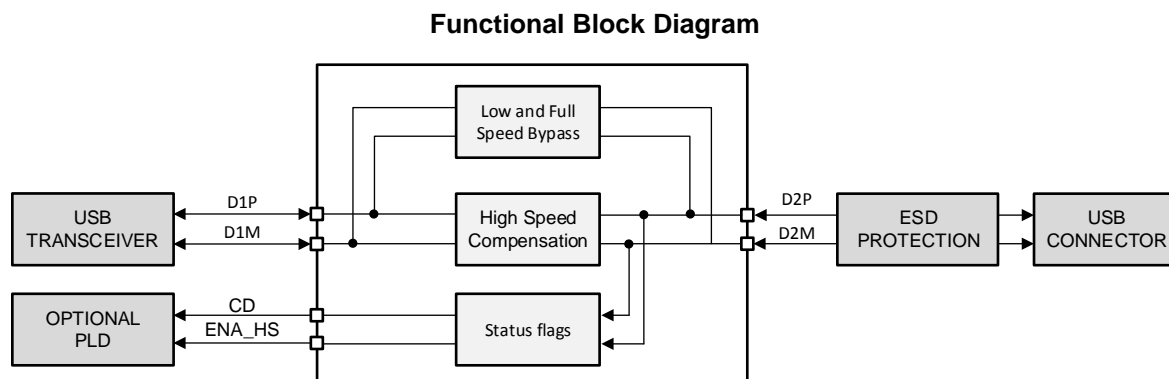 Functional Block Diagram
Low and Full
Speed Bypass
D1P
D2P
USB
TRANSCEIVER
High Speed
Compensation
ESD
PROTECTION
USB
CONNECTOR
D1M
D2M
CD
OPTIONAL
PLD
ENA_HS
Status flags